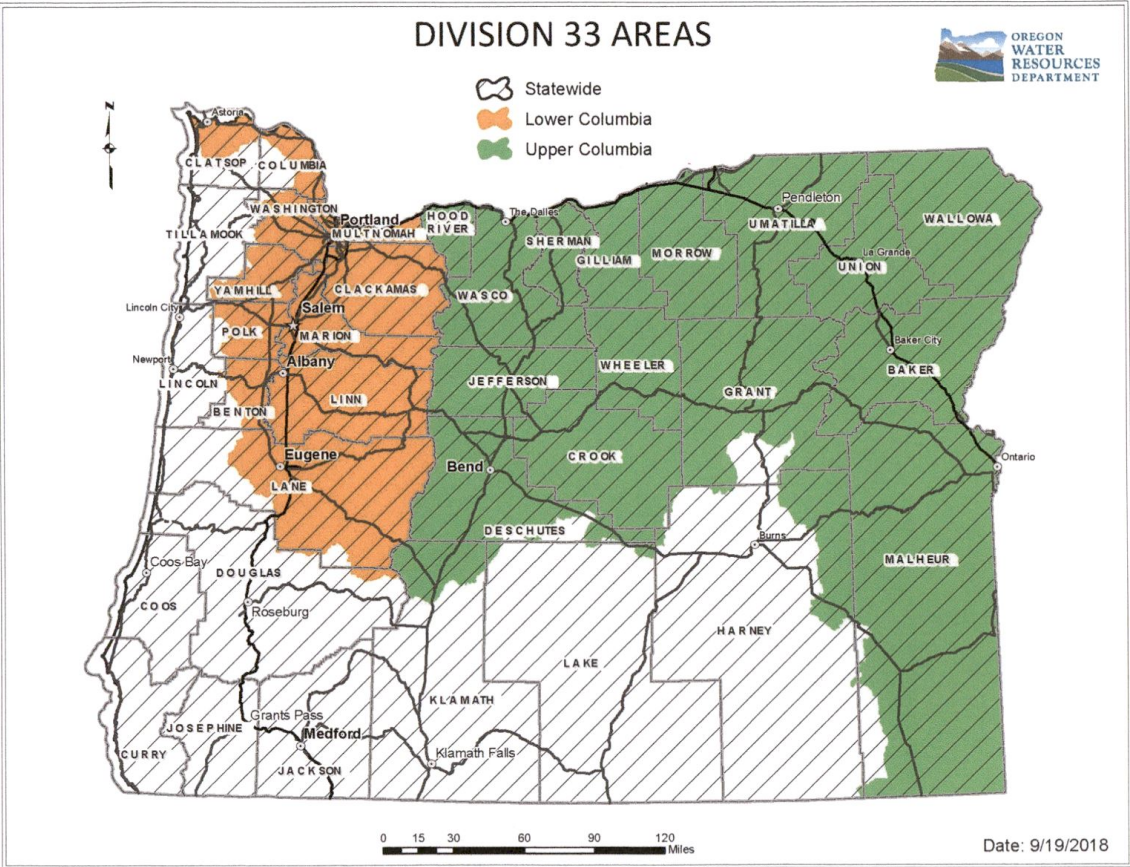 DIVISION 33 AREAS
OREGON
WATER
RESOURCES
DEPARTMENT
Statewide
Lower Columbia
Upper Columbia
N
Astoria
CLATSOP
COLUMBIA
WASHINGTON
Portland
MULTNOMAH
HOOD
RIVER
The Dalles
Pendleton
UMATILLA
WALLOWA
TILLAMOOK
SHERMAN
GILLIAM
MORROW
La Grande
UNION
YAMHILL
CLACKAMAS
WASCO
Lincoln City
Salem
POLK
MARION
Baker City
BAKER
Newport
Albany
LINCOLN
JEFFERSON
WHEELER
GRANT
BENTON
LINN
Eugene
LANE
Bend
CROOK
Ontario
DESCHUTES
Burns
MALHEUR
Coos Bay
DOUGLAS
COOS
Roseburg
HARNEY
LAKE
KLAMATH
Grants Pass
JOSEPHINE
Medford
CURRY
JACKSON
Klamath Falls
0 15 30 60 90 120
Miles
Date: 9/19/2018